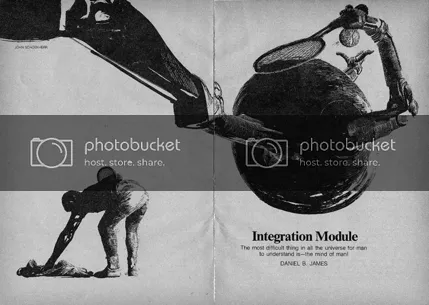 JOHN SCHOENHERR
photobucket
host. store. share.
photobucket
host. store. share.
Integration Module
The most difficult thing in all the universe for man
to understand is—the mind of man!
DANIEL B. JAMES